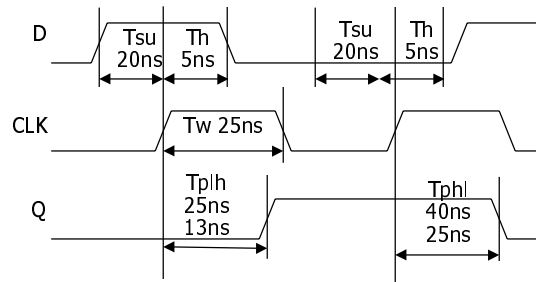 D
Tsu
20ns
Th
5ns
Tsu
20ns
Th
5ns
CLK
Tw 25ns
Q
Tplh
25ns
13ns
Tphl
40ns
25ns